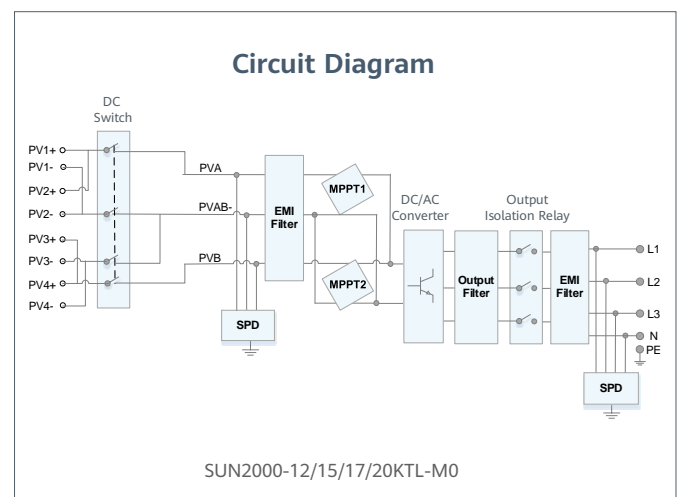 Circuit Diagram
DC
Switch
PV1+
PV1-
PV2+
PV2-
PV3+
PV3-
PV4+
PV4-
PVA
PVAB-
PVB
EMI
Filter
SPD
MPPT1
MPPT2
DC/AC
Converter
Output
Filter
Output
Isolation Relay
EMI
Filter
L1
L2
L3
N
PE
SPD
SUN2000-12/15/17/20KTL-M0